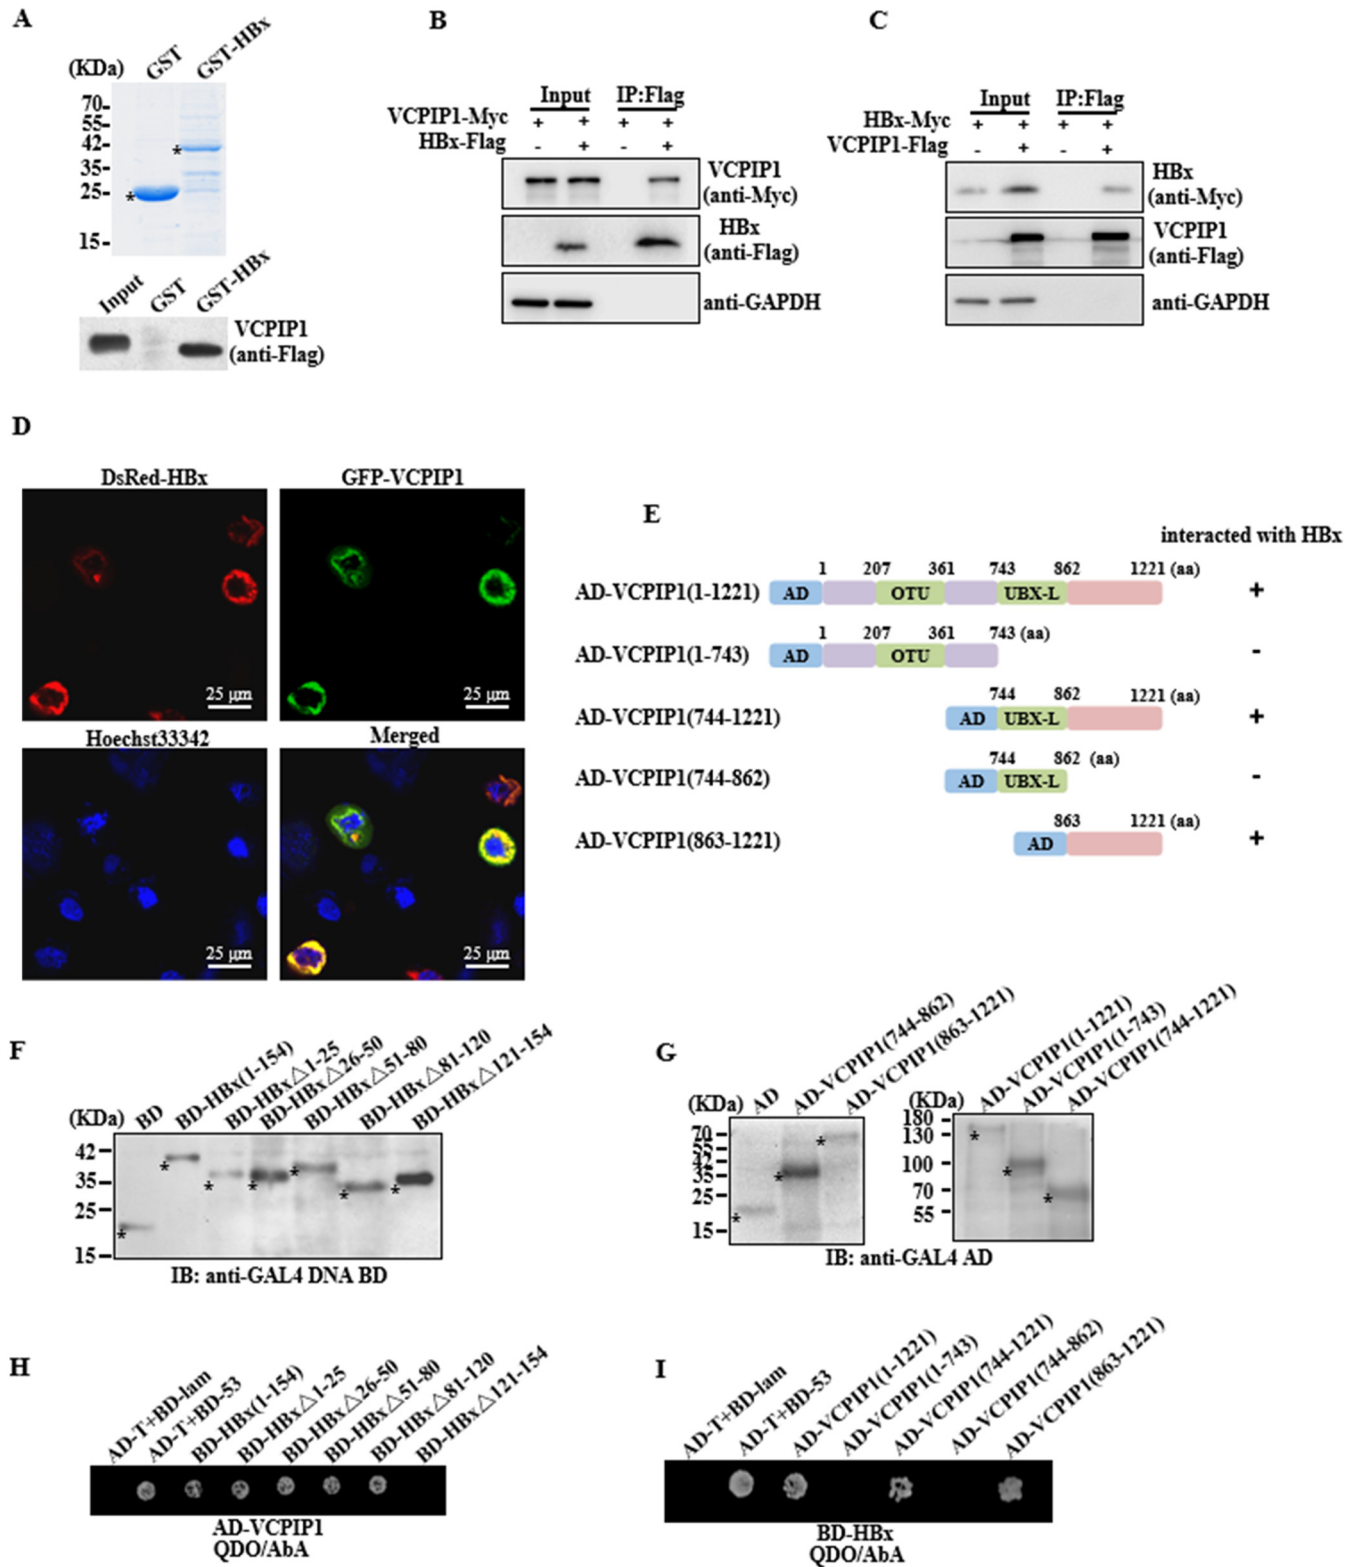 A
(KDa)
GST
GST-HBx
70-
55-
42-
35-
25-
15-
*
*
Input
GST
GST-HBx
VCPIP1
(anti-Flag)
B
Input
IP:Flag
VCPIP1-Myc + + + +
HBx-Flag - + - +
VCPIP1
(anti-Myc)
HBx
(anti-Flag)
anti-GAPDH
C
Input
IP:Flag
HBx-Myc + + + +
VCPIP1-Flag - + - +
HBx
(anti-Myc)
VCPIP1
(anti-Flag)
anti-GAPDH
D
DsRed-HBx
GFP-VCPIP1
25 µm
25 µm
Hoechst33342
Merged
25 µm
25 µm
E
interacted with HBx
1 207 361 743 862 1221 (aa)
AD-VCPIP1(1-1221) AD OTU UBX-L +
1 207 361 743 (aa)
AD-VCPIP1(1-743) AD OTU -
744 862 1221 (aa)
AD-VCPIP1(744-1221) AD UBX-L +
744 862 (aa)
AD-VCPIP1(744-862) AD UBX-L -
863 1221 (aa)
AD-VCPIP1(863-1221) AD +
F
(KDa)
BD
BD-HBx(1-154)
BD-HBx△1-25
BD-HBx△26-50
BD-HBx△51-80
BD-HBx△81-120
BD-HBx△121-154
42-
35-
25-
15-
* * * * * * *
IB: anti-GAL4 DNA BD
G
(KDa)
AD
AD-VCPIP1(744-862)
AD-VCPIP1(863-1221)
70
55
42
35
25
15
* * *
(KDa)
AD-VCPIP1(1-1221)
AD-VCPIP1(1-743)
AD-VCPIP1(744-1221)
180
130
100
70
55
* * *
IB: anti-GAL4 AD
H
AD-T+BD-lam
AD-T+BD-53
BD-HBx(1-154)
BD-HBx△1-25
BD-HBx△26-50
BD-HBx△51-80
BD-HBx△81-120
BD-HBx△121-154
AD-VCPIP1
QDO/AbA
I
AD-T+BD-lam
AD-T+BD-53
AD-VCPIP1(1-1221)
AD-VCPIP1(1-743)
AD-VCPIP1(744-1221)
AD-VCPIP1(744-862)
AD-VCPIP1(863-1221)
BD-HBx
QDO/AbA